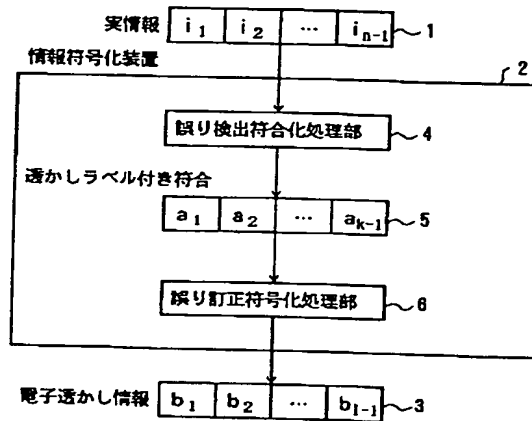 実情報 i1 i2 … in-1 1
情報符号化装置 2
誤り検出符合化処理部 4
透かしラベル付き符合
a1 a2 … ak-1 5
誤り訂正符号化処理部 6
電子透かし情報 b1 b2 … bl-1 3